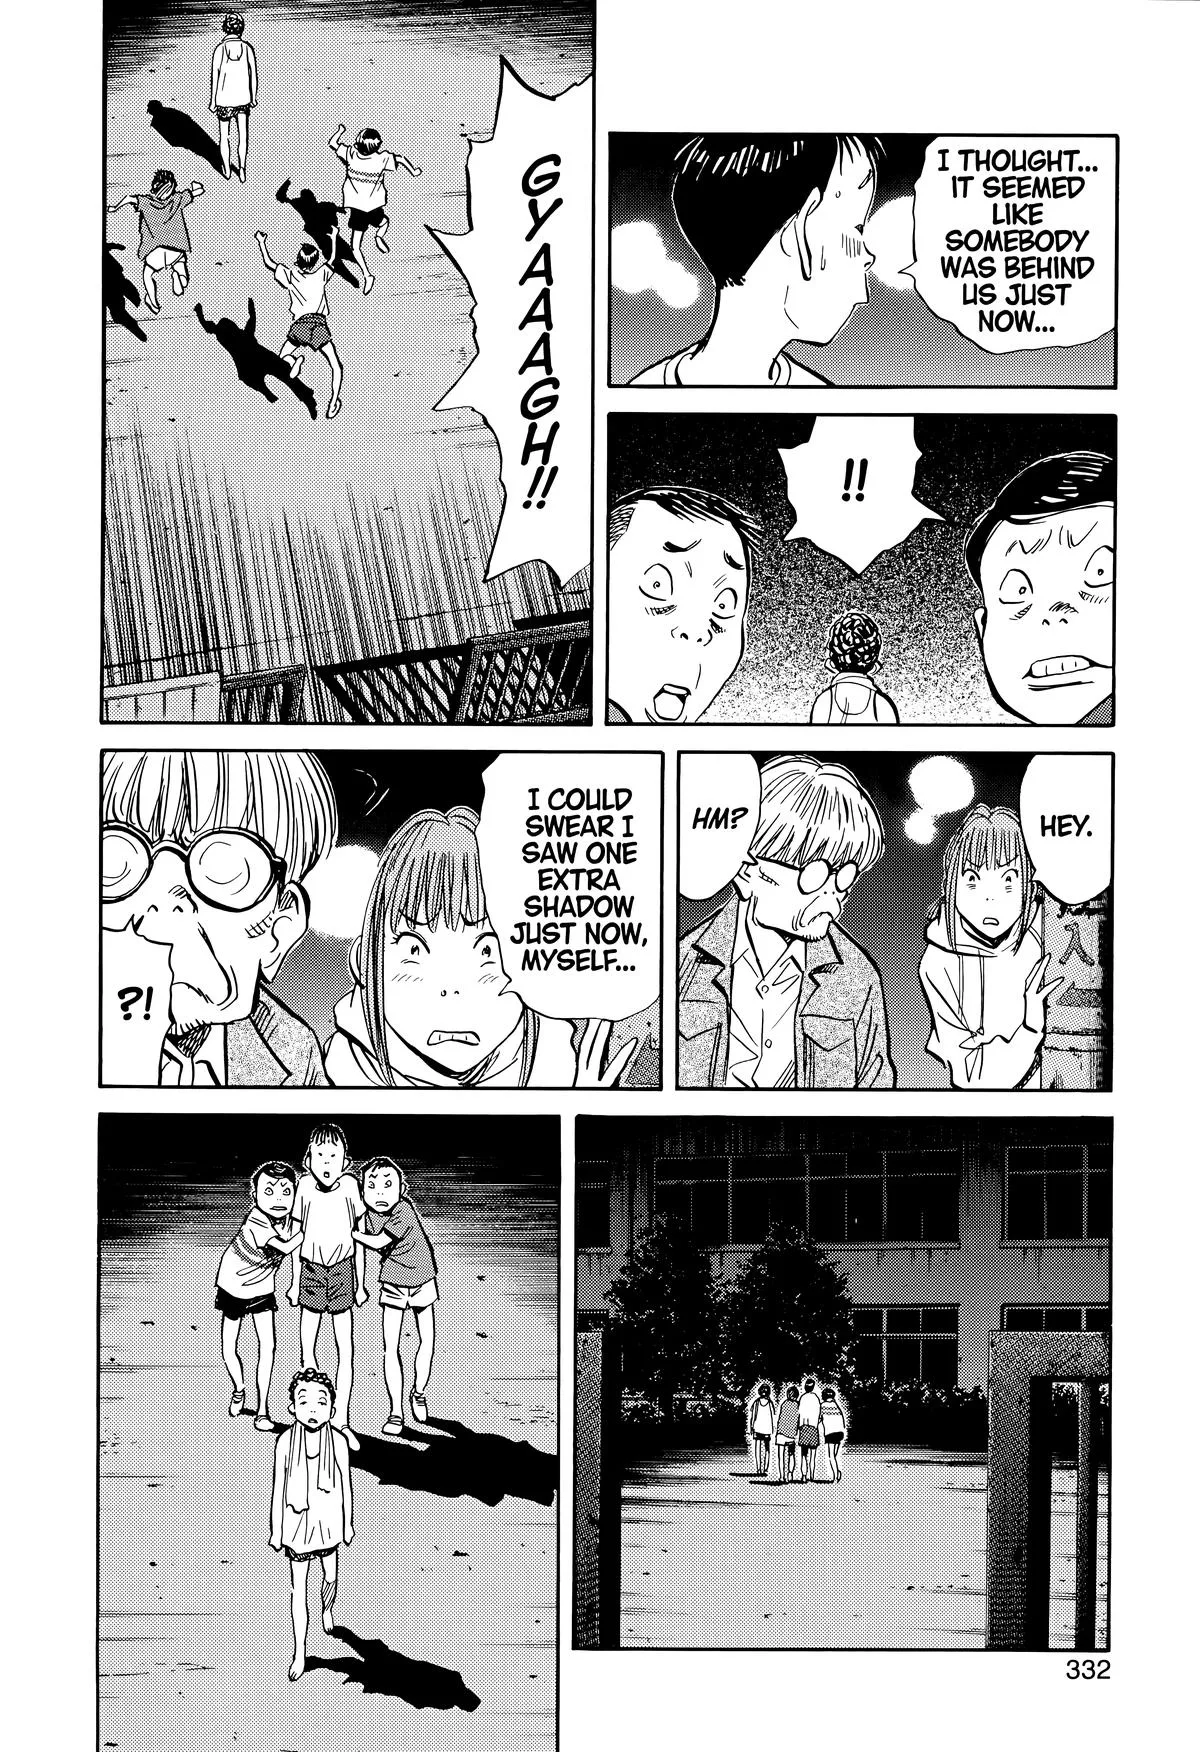 I THOUGHT...
IT SEEMED
LIKE
SOMEBODY
WAS BEHIND
US JUST
NOW...
!!
GYAAAAGH!!
HEY.
HM?
I COULD
SWEAR I
SAW ONE
EXTRA
SHADOW
JUST NOW,
MYSELF...
?!
332